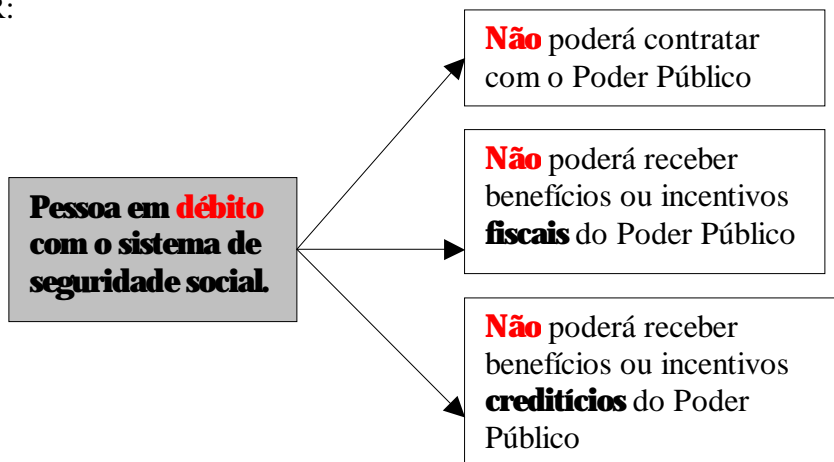 R:
Não poderá contratar
com o Poder Público
Não poderá receber
benefícios ou incentivos
fiscais do Poder Público
Pessoa em débito
com o sistema de
seguridade social.
Não poderá receber
benefícios ou incentivos
creditícios do Poder
Público